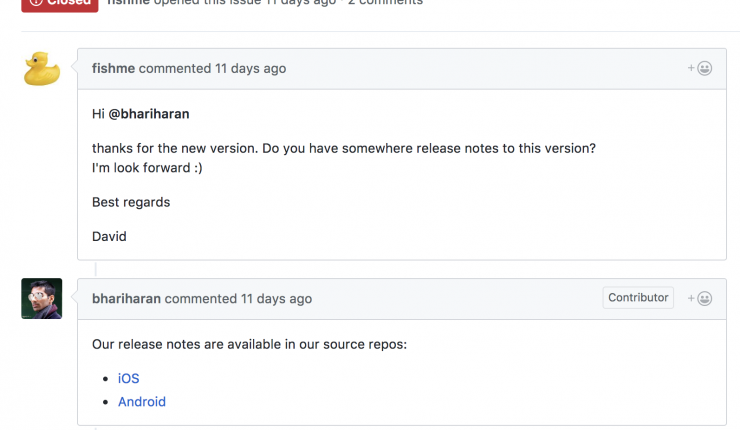 Closed fishme opened this issue 11 days ago · 2 comments
fishme commented 11 days ago
Hi @bhariharan
thanks for the new version. Do you have somewhere release notes to this version?
I'm look forward :)
Best regards
David
bhariharan commented 11 days ago Contributor
Our release notes are available in our source repos:
iOS
Android